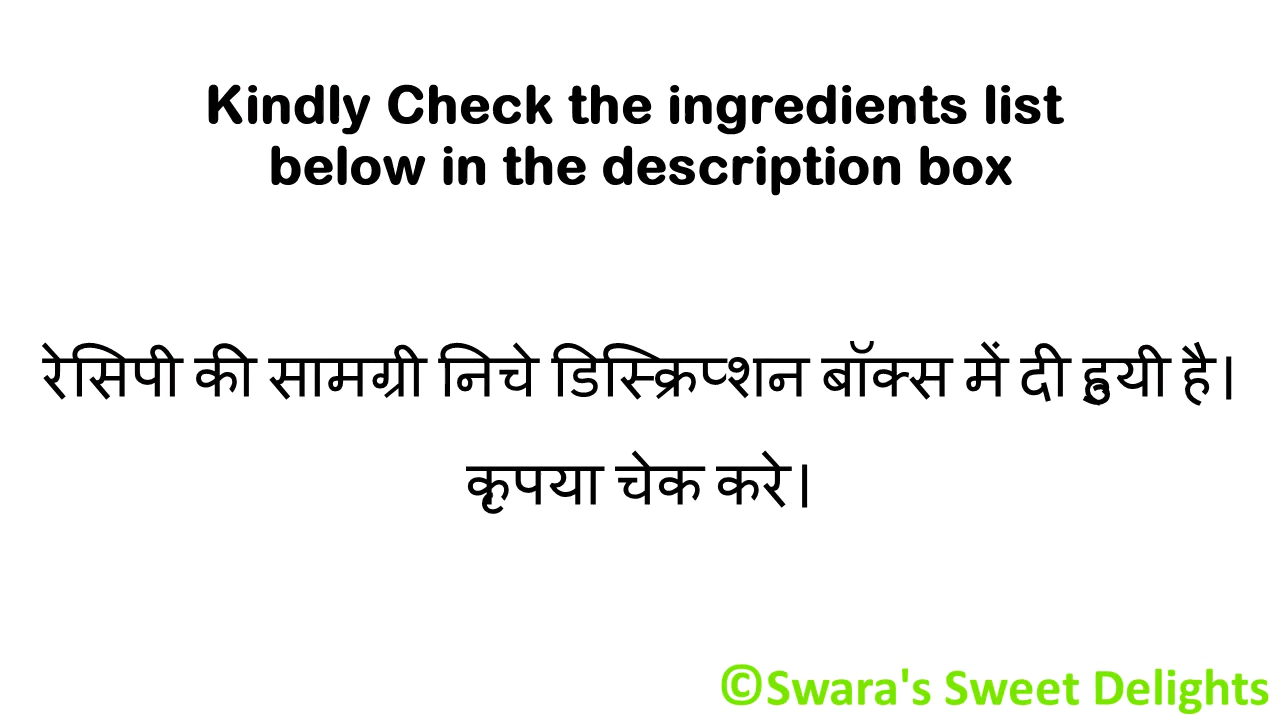 Kindly Check the ingredients list
below in the description box
रेसिपी की सामग्री निचे डिस्क्रिप्शन बॉक्स में दी हुयी है।
कृपया चेक करे।
©Swara's Sweet Delights